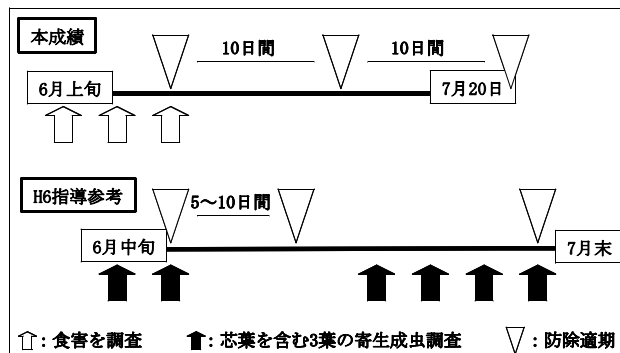 本成績
10日間
10日間
6月上旬
7月20日
H6指導参考
5～10日間
6月中旬
7月末
：食害を調査
：芯葉を含む3葉の寄生成虫調査
：防除適期